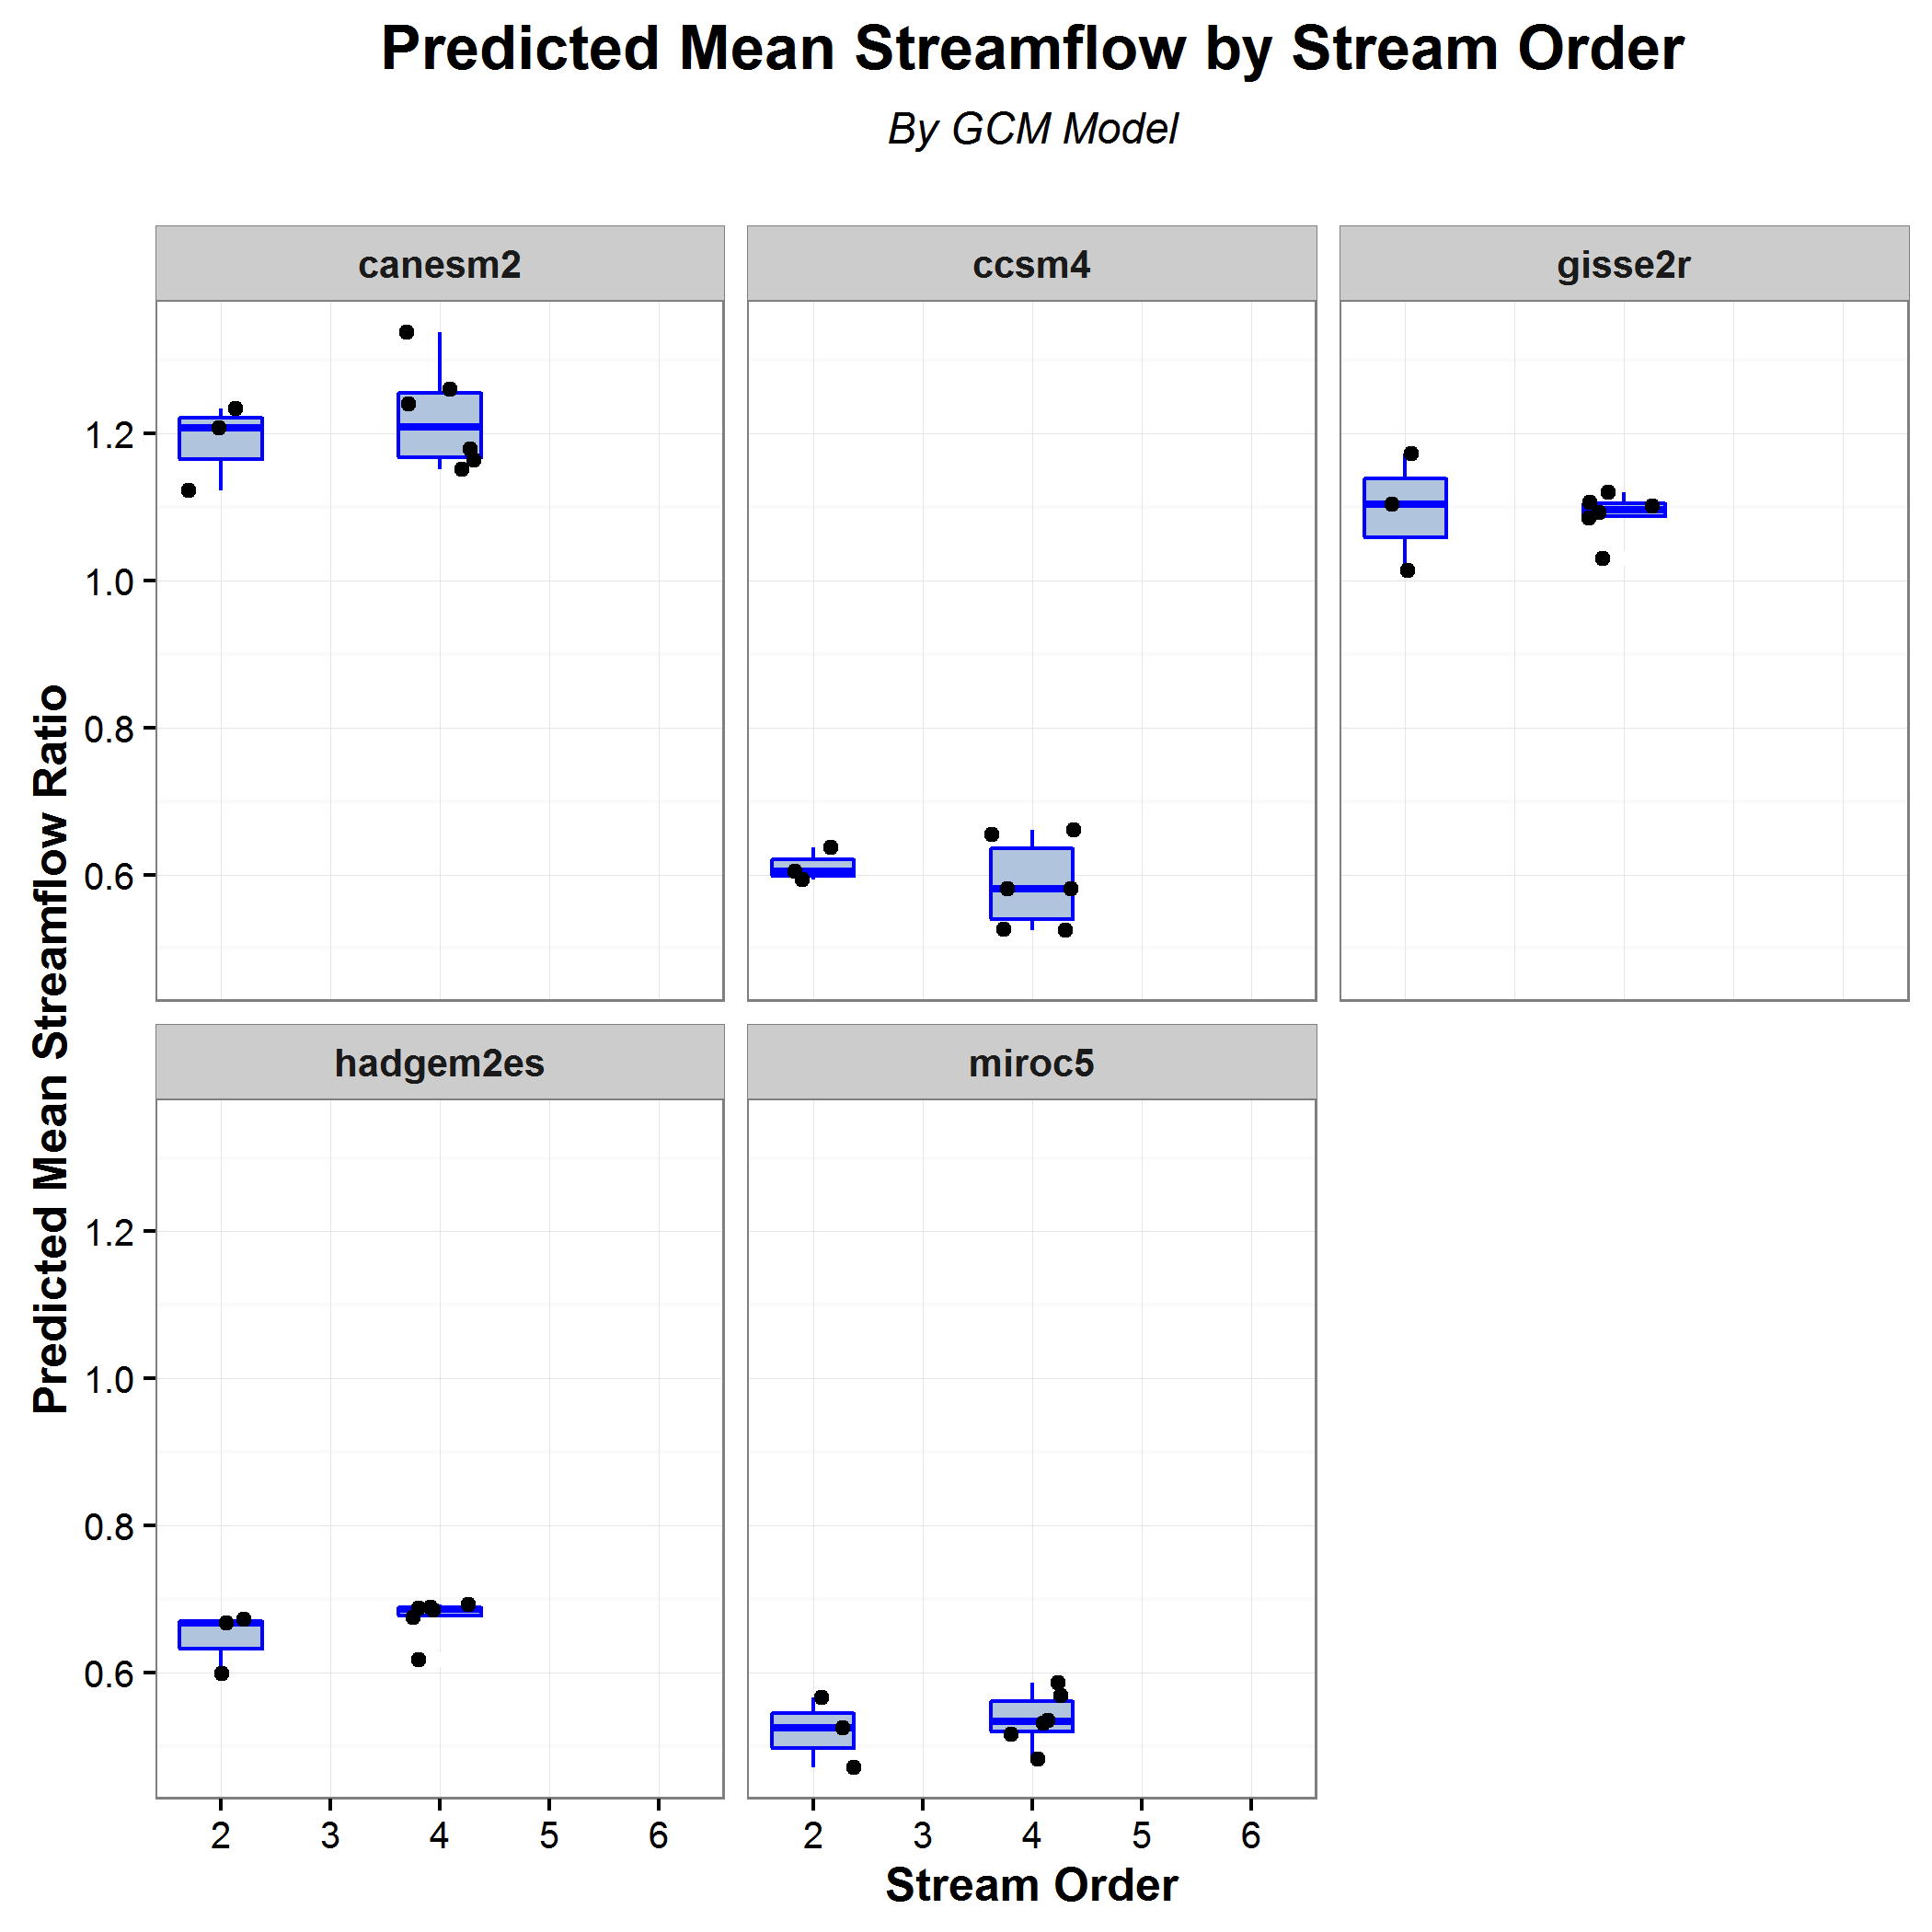 Predicted Mean Streamflow by Stream Order
By GCM Model
canesm2
ccsm4
gisse2r
1.2
1.0
0.8
0.6
Predicted Mean Streamflow Ratio
hadgem2es
miroc5
1.2
1.0
0.8
0.6
2 3 4 5 6
2 3 4 5 6
Stream Order